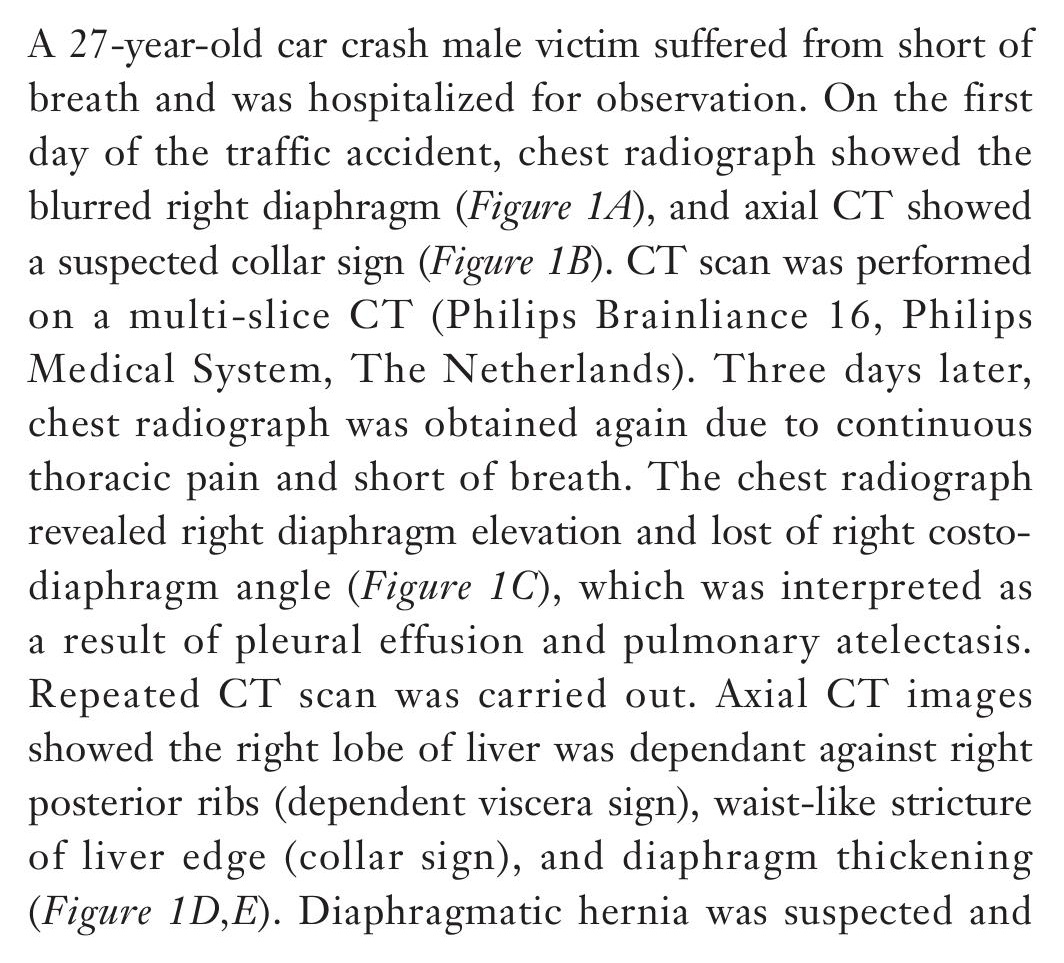 A 27-year-old car crash male victim suffered from short of
breath and was hospitalized for observation. On the first
day of the traffic accident, chest radiograph showed the
blurred right diaphragm (Figure 1A), and axial CT showed
a suspected collar sign (Figure 1B). CT scan was performed
on a multi-slice CT (Philips Brainliance 16, Philips
Medical System, The Netherlands). Three days later,
chest radiograph was obtained again due to continuous
thoracic pain and short of breath. The chest radiograph
revealed right diaphragm elevation and lost of right costo-
diaphragm angle (Figure 1C), which was interpreted as
a result of pleural effusion and pulmonary atelectasis.
Repeated CT scan was carried out. Axial CT images
showed the right lobe of liver was dependant against right
posterior ribs (dependent viscera sign), waist-like stricture
of liver edge (collar sign), and diaphragm thickening
(Figure 1D,E). Diaphragmatic hernia was suspected and